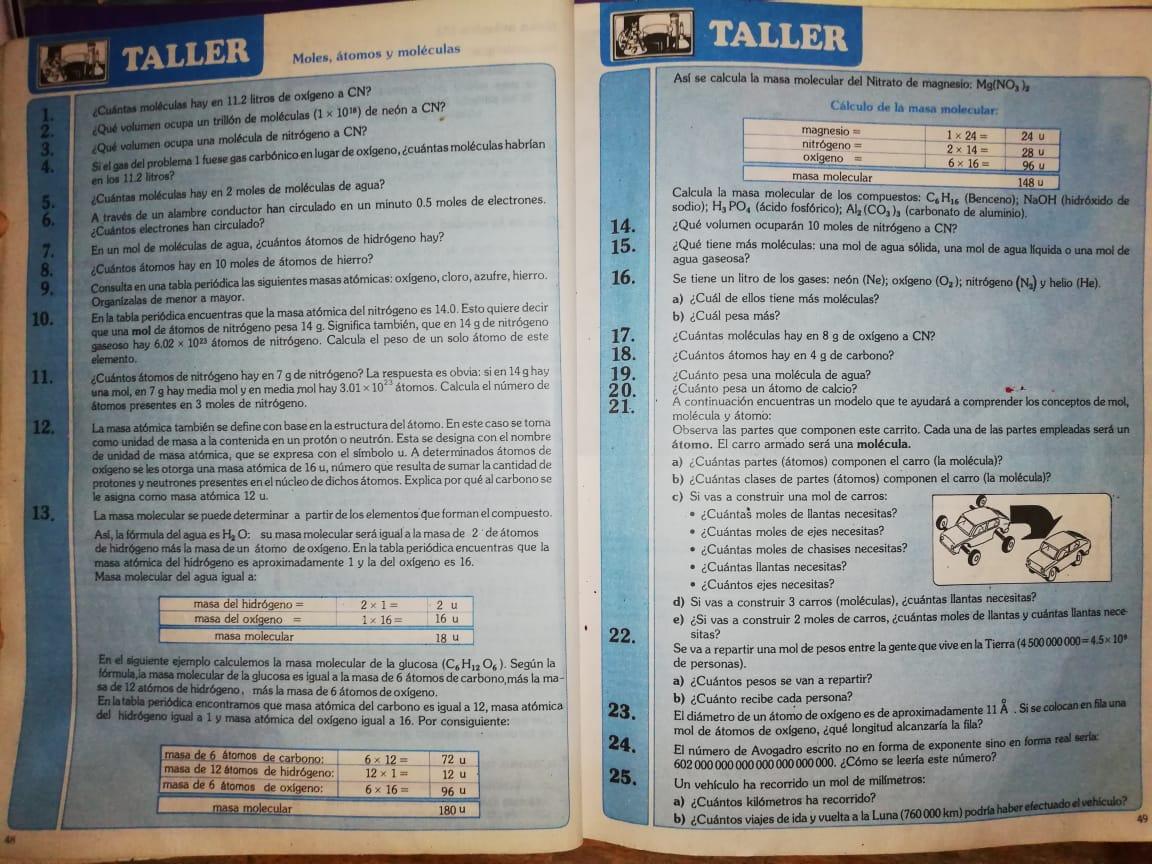 TALLER
Moles, átomos y moléculas
1. ¿Cuántas moléculas hay en 11.2 litros de oxígeno a CN?
2. ¿Qué volumen ocupa un trillón de moléculas (1 × 10¹⁸) de neón a CN?
3. ¿Qué volumen ocupa una molécula de nitrógeno a CN?
4. Si el gas del problema 1 fuese gas carbónico en lugar de oxígeno, ¿cuántas moléculas habrían
en los 11.2 litros?
5. ¿Cuántas moléculas hay en 2 moles de moléculas de agua?
6. A través de un alambre conductor han circulado en un minuto 0.5 moles de electrones.
¿Cuántos electrones han circulado?
7. En un mol de moléculas de agua, ¿cuántos átomos de hidrógeno hay?
8. ¿Cuántos átomos hay en 10 moles de átomos de hierro?
9. Consulta en una tabla periódica las siguientes masas atómicas: oxígeno, cloro, azufre, hierro.
Organízalas de menor a mayor.
10. En la tabla periódica encuentras que la masa atómica del nitrógeno es 14.0. Esto quiere decir
que una mol de átomos de nitrógeno pesa 14 g. Significa también, que en 14 g de nitrógeno
gaseoso hay 6.02 × 10²³ átomos de nitrógeno. Calcula el peso de un solo átomo de este
elemento.
11. ¿Cuántos átomos de nitrógeno hay en 7 g de nitrógeno? La respuesta es obvia: si en 14 g hay
una mol, en 7 g hay media mol y en media mol hay 3.01 × 10²³ átomos. Calcula el número de
átomos presentes en 3 moles de nitrógeno.
12. La masa atómica también se define con base en la estructura del átomo. En este caso se toma
como unidad de masa a la contenida en un protón o neutrón. Esta se designa con el nombre
de unidad de masa atómica, que se expresa con el símbolo u. A determinados átomos de
oxígeno se les otorga una masa atómica de 16 u, número que resulta de sumar la cantidad de
protones y neutrones presentes en el núcleo de dichos átomos. Explica por qué al carbono se
le asigna como masa atómica 12 u.
13. La masa molecular se puede determinar a partir de los elementos que forman el compuesto.
Así, la fórmula del agua es H₂O: su masa molecular será igual a la masa de 2 de átomos
de hidrógeno más la masa de un átomo de oxígeno. En la tabla periódica encuentras que la
masa atómica del hidrógeno es aproximadamente 1 y la del oxígeno es 16.
Masa molecular del agua igual a:
masa del hidrógeno = 2 × 1 = 2 u
masa del oxígeno = 1 × 16 = 16 u
masa molecular 18 u
En el siguiente ejemplo calculemos la masa molecular de la glucosa (C₆H₁₂O₆). Según la
fórmula, la masa molecular de la glucosa es igual a la masa de 6 átomos de carbono, más la ma-
sa de 12 átomos de hidrógeno, más la masa de 6 átomos de oxígeno.
En la tabla periódica encontramos que masa atómica del carbono es igual a 12, masa atómica
del hidrógeno igual a 1 y masa atómica del oxígeno igual a 16. Por consiguiente:
masa de 6 átomos de carbono: 6 × 12 = 72 u
masa de 12 átomos de hidrógeno: 12 × 1 = 12 u
masa de 6 átomos de oxígeno: 6 × 16 = 96 u
masa molecular 180 u
48
TALLER
Así se calcula la masa molecular del Nitrato de magnesio: Mg(NO₃)₂
Cálculo de la masa molecular:
magnesio = 1 × 24 = 24 u
nitrógeno = 2 × 14 = 28 u
oxígeno = 6 × 16 = 96 u
masa molecular 148 u
Calcula la masa molecular de los compuestos: C₆H₁₆ (Benceno); NaOH (hidróxido de
sodio); H₃PO₄ (ácido fosfórico); Al₂(CO₃)₃ (carbonato de aluminio).
14. ¿Qué volumen ocuparán 10 moles de nitrógeno a CN?
15. ¿Qué tiene más moléculas: una mol de agua sólida, una mol de agua líquida o una mol de
agua gaseosa?
16. Se tiene un litro de los gases: neón (Ne); oxígeno (O₂); nitrógeno (N₂) y helio (He).
a) ¿Cuál de ellos tiene más moléculas?
b) ¿Cuál pesa más?
17. ¿Cuántas moléculas hay en 8 g de oxígeno a CN?
18. ¿Cuántos átomos hay en 4 g de carbono?
19. ¿Cuánto pesa una molécula de agua?
20. ¿Cuánto pesa un átomo de calcio?
21. A continuación encuentras un modelo que te ayudará a comprender los conceptos de mol,
molécula y átomo:
Observa las partes que componen este carrito. Cada una de las partes empleadas será un
átomo. El carro armado será una molécula.
a) ¿Cuántas partes (átomos) componen el carro (la molécula)?
b) ¿Cuántas clases de partes (átomos) componen el carro (la molécula)?
c) Si vas a construir una mol de carros:
• ¿Cuántas moles de llantas necesitas?
• ¿Cuántas moles de ejes necesitas?
• ¿Cuántas moles de chasises necesitas?
• ¿Cuántas llantas necesitas?
• ¿Cuántos ejes necesitas?
d) Si vas a construir 3 carros (moléculas), ¿cuántas llantas necesitas?
e) ¿Si vas a construir 2 moles de carros, ¿cuántas moles de llantas y cuántas llantas nece-
sitas?
22. Se va a repartir una mol de pesos entre la gente que vive en la Tierra (4 500 000 000 = 4.5 × 10⁹
de personas).
a) ¿Cuántos pesos se van a repartir?
b) ¿Cuánto recibe cada persona?
23. El diámetro de un átomo de oxígeno es de aproximadamente 11 Å. Si se colocan en fila una
mol de átomos de oxígeno, ¿qué longitud alcanzaría la fila?
24. El número de Avogadro escrito no en forma de exponente sino en forma real sería:
602 000 000 000 000 000 000 000. ¿Cómo se leería este número?
25. Un vehículo ha recorrido un mol de milímetros:
a) ¿Cuántos kilómetros ha recorrido?
b) ¿Cuántos viajes de ida y vuelta a la Luna (760 000 km) podría haber efectuado el vehículo?
49